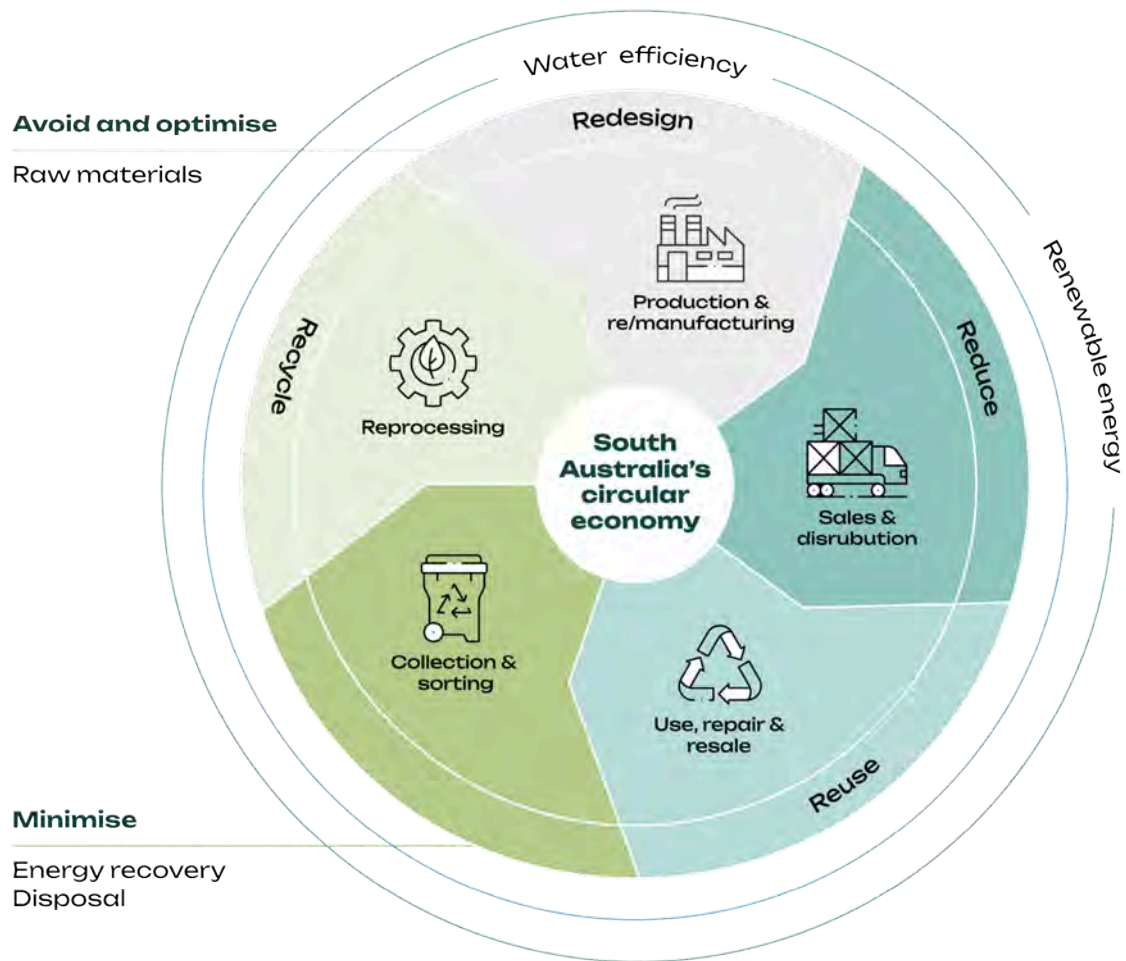 Water efficiency
Avoid and optimise
Raw materials
Redesign
Production &
re/manufacturing
Renewable energy
Reduce
Sales &
disrubution
Recycle
Reprocessing
South
Australia’s
circular
economy
Collection &
sorting
Use, repair &
resale
Reuse
Minimise
Energy recovery
Disposal